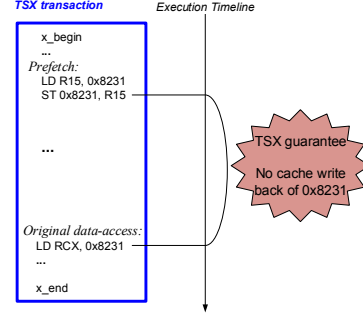 TSX transaction
Execution Timeline
x_begin
...
Prefetch:
LD R15, 0x8231
ST 0x8231, R15
...
Original data-access:
LD RCX, 0x8231
...
x_end
TSX guarantee
No cache write
back of 0x8231